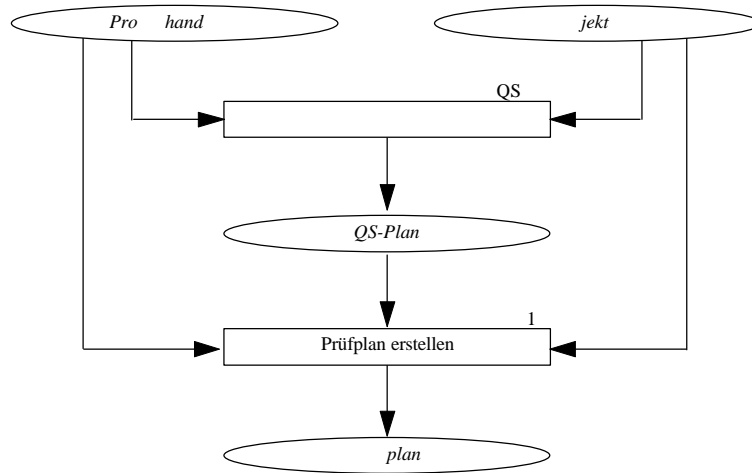 Pro hand
jekt
QS
QS-Plan
1
Prüfplan erstellen
plan